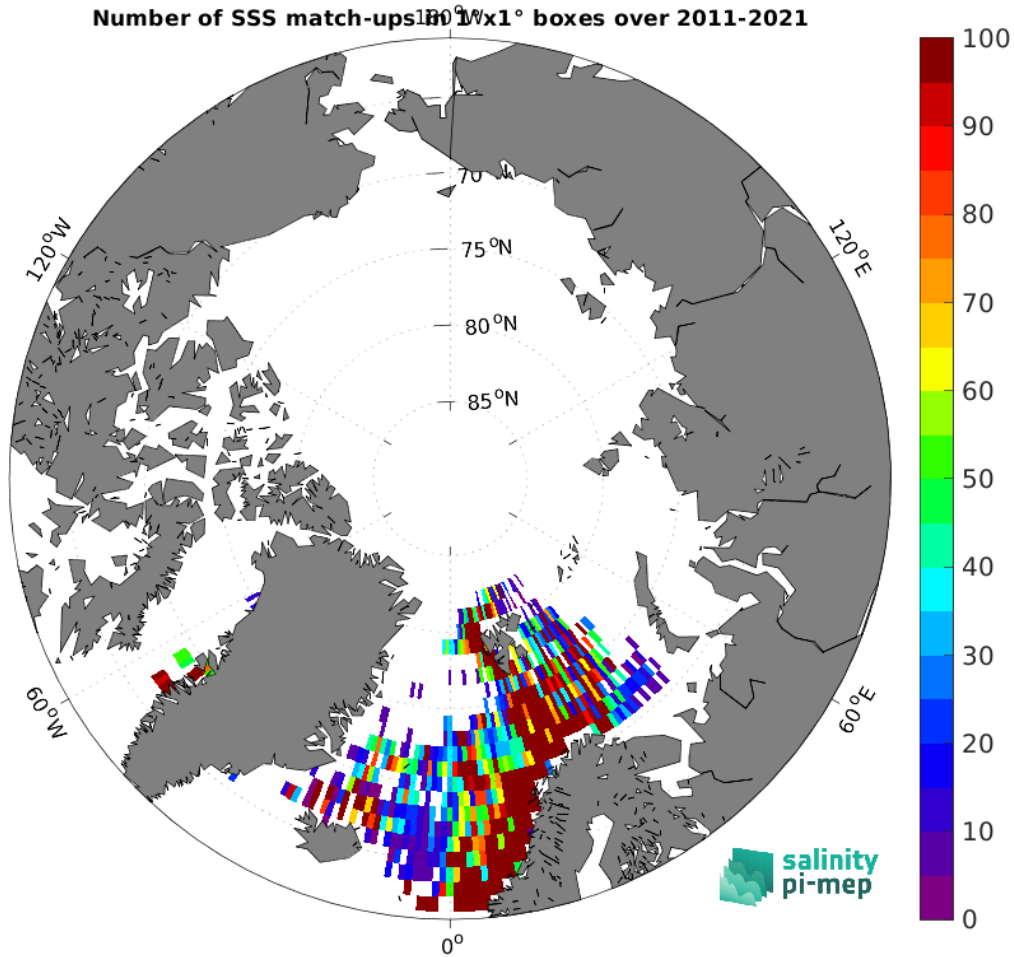 Number of SSS match-ups in 1°x1° boxes over 2011-2021
180°W
120°W
120°E
60°W
60°E
0°
70°N
75°N
80°N
85°N
100
90
80
70
60
50
40
30
20
10
0
salinity
pi-mep